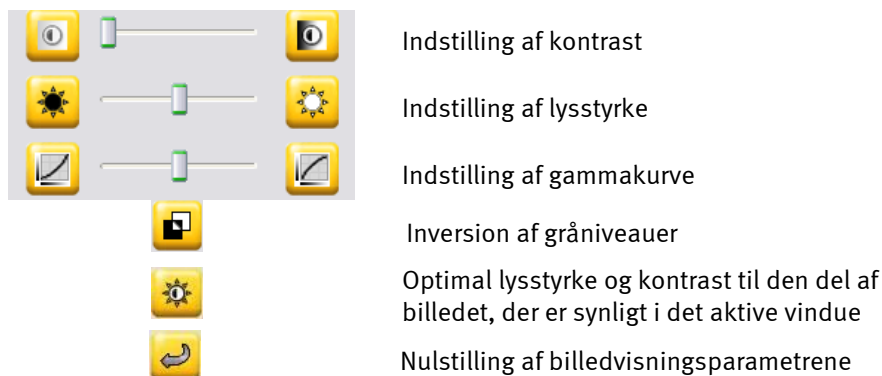 Indstilling af kontrast
Indstilling af lysstyrke
Indstilling af gammakurve
Inversion af gråniveauer
Optimal lysstyrke og kontrast til den del af
billedet, der er synligt i det aktive vindue
Nulstilling af billedvisningsparametrene